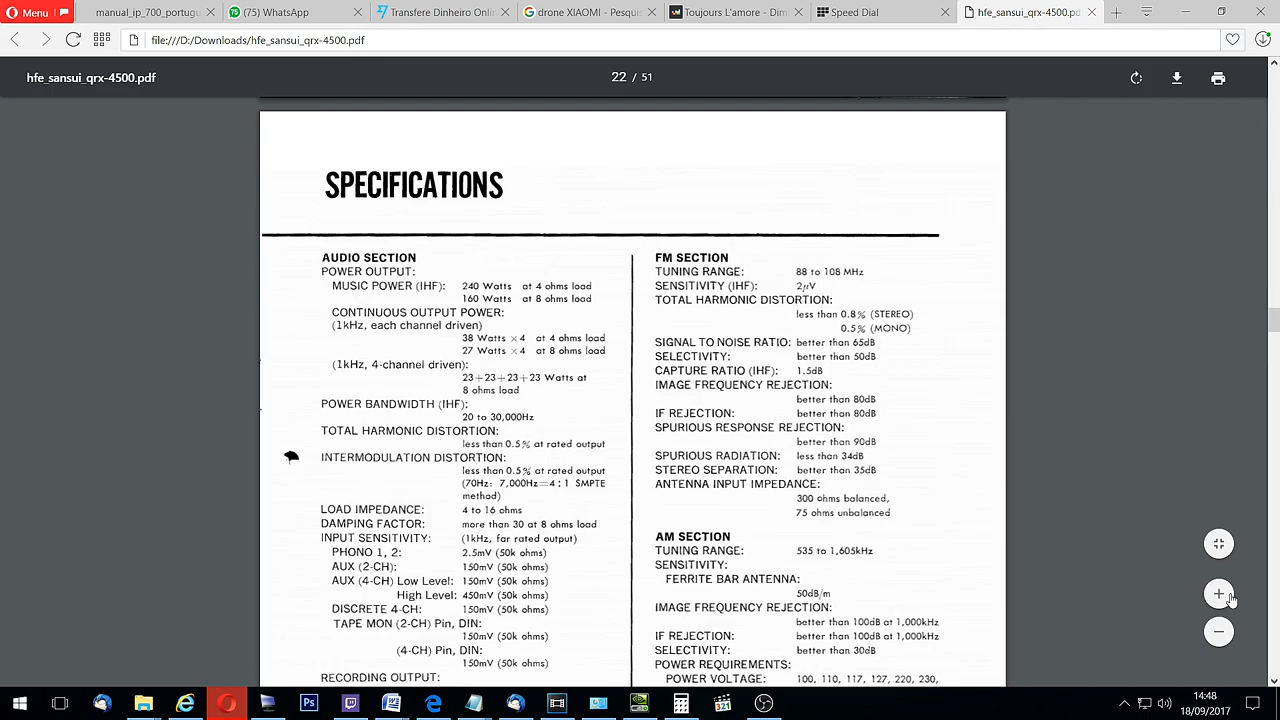 Menu
manual_ip_700_portugu
(75) WhatsApp
Transfere Dinheiro Onlin
drone XIAOMI - Pesqui
Toujours L
Speed Dial
hfe_sansui_qrx-4500.pd
file:///D:/Downloads/hfe_sansui_qrx-4500.pdf
hfe_sansui_qrx-4500.pdf
22 / 51
SPECIFICATIONS
AUDIO SECTION
POWER OUTPUT:
MUSIC POWER (IHF): 240 Watts at 4 ohms load
160 Watts at 8 ohms load
CONTINUOUS OUTPUT POWER:
(1kHz, each channel driven)
38 Watts ×4 at 4 ohms load
27 Watts ×4 at 8 ohms load
(1kHz, 4-channel driven):
23+23+23+23 Watts at
8 ohms load
POWER BANDWIDTH (IHF):
20 to 30,000Hz
TOTAL HARMONIC DISTORTION:
less than 0.5% at rated output
INTERMODULATION DISTORTION:
less than 0.5% at rated output
(70Hz: 7,000Hz=4:1 SMPTE
method)
LOAD IMPEDANCE: 4 to 16 ohms
DAMPING FACTOR: more than 30 at 8 ohms load
INPUT SENSITIVITY: (1kHz, far rated output)
PHONO 1, 2: 2.5mV (50k ohms)
AUX (2-CH): 150mV (50k ohms)
AUX (4-CH) Low Level: 150mV (50k ohms)
High Level: 450mV (50k ohms)
DISCRETE 4-CH: 150mV (50k ohms)
TAPE MON (2-CH) Pin, DIN:
150mV (50k ohms)
(4-CH) Pin, DIN:
150mV (50k ohms)
RECORDING OUTPUT:
FM SECTION
TUNING RANGE: 88 to 108 MHz
SENSITIVITY (IHF): 2μV
TOTAL HARMONIC DISTORTION:
less than 0.8% (STEREO)
0.5% (MONO)
SIGNAL TO NOISE RATIO: better than 65dB
SELECTIVITY: better than 50dB
CAPTURE RATIO (IHF): 1.5dB
IMAGE FREQUENCY REJECTION:
better than 80dB
IF REJECTION: better than 80dB
SPURIOUS RESPONSE REJECTION:
better than 90dB
SPURIOUS RADIATION: less than 34dB
STEREO SEPARATION: better than 35dB
ANTENNA INPUT IMPEDANCE:
300 ohms balanced,
75 ohms unbalanced
AM SECTION
TUNING RANGE: 535 to 1,605kHz
SENSITIVITY:
FERRITE BAR ANTENNA:
50dB/m
IMAGE FREQUENCY REJECTION:
better than 100dB at 1,000kHz
IF REJECTION: better than 100dB at 1,000kHz
SELECTIVITY: better than 30dB
POWER REQUIREMENTS:
POWER VOLTAGE: 100, 110, 117, 127, 220, 230,
14:48
18/09/2017